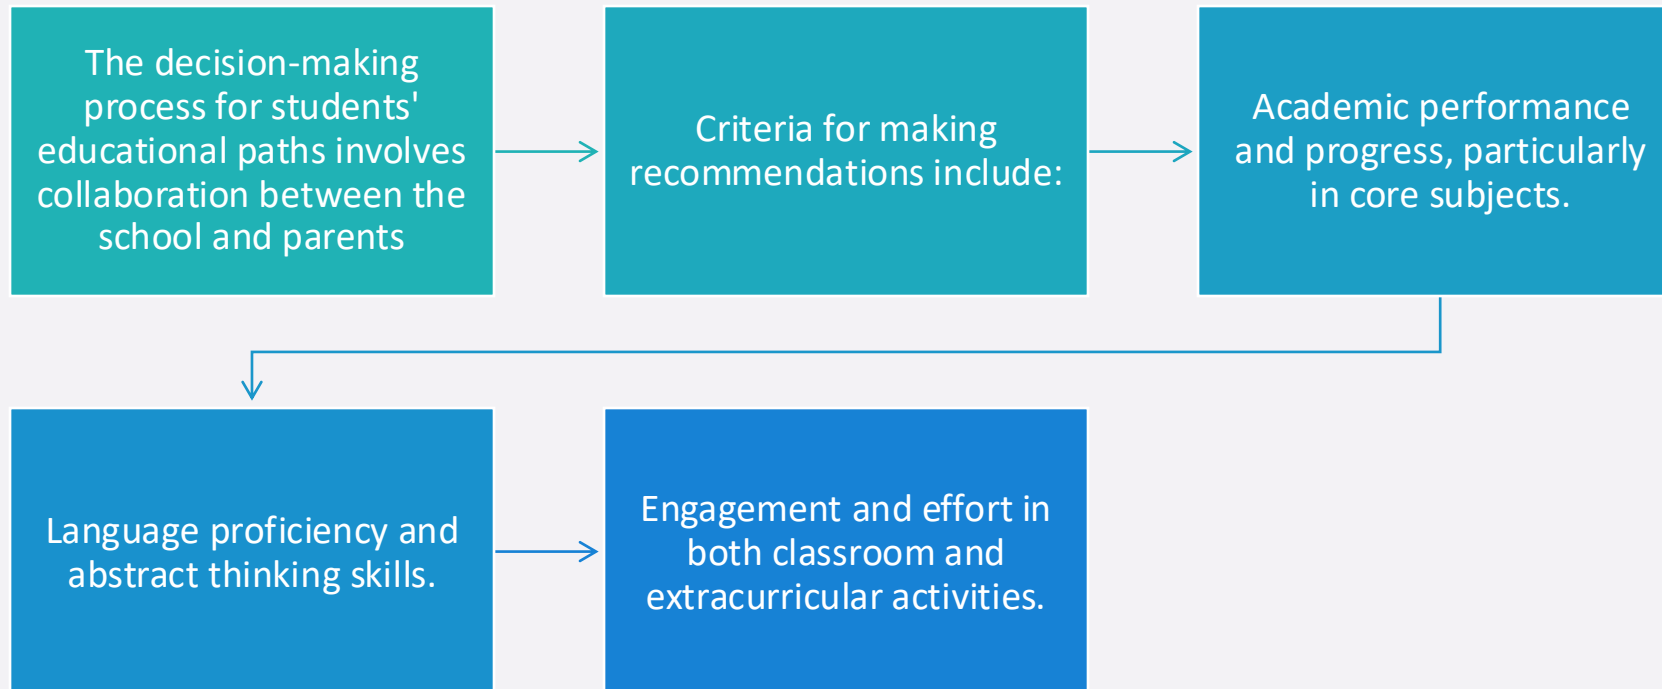 The decision-making
process for students'
educational paths involves
collaboration between the
school and parents
Criteria for making
recommendations include:
Academic performance
and progress, particularly
in core subjects.
Language proficiency and
abstract thinking skills.
Engagement and effort in
both classroom and
extracurricular activities.